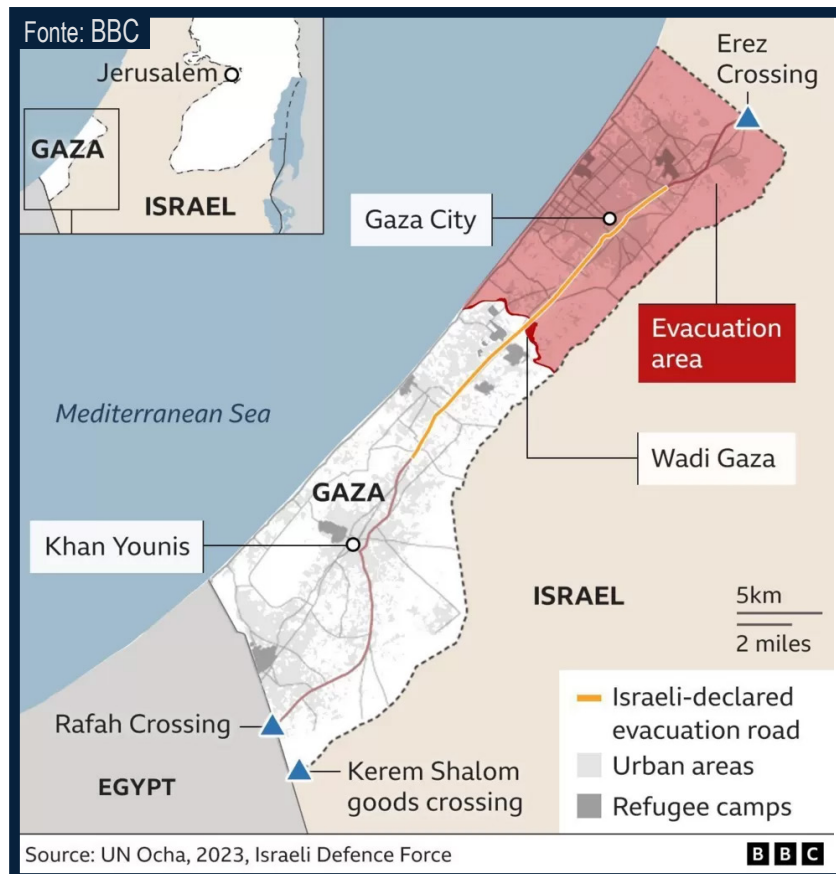 Fonte: BBC
Jerusalem
GAZA
ISRAEL
Erez
Crossing
Gaza City
Evacuation
area
Mediterranean Sea
Wadi Gaza
GAZA
Khan Younis
ISRAEL
5km
2 miles
Rafah Crossing
EGYPT
Kerem Shalom
goods crossing
Israeli-declared
evacuation road
Urban areas
Refugee camps
Source: UN Ocha, 2023, Israeli Defence Force
BBC